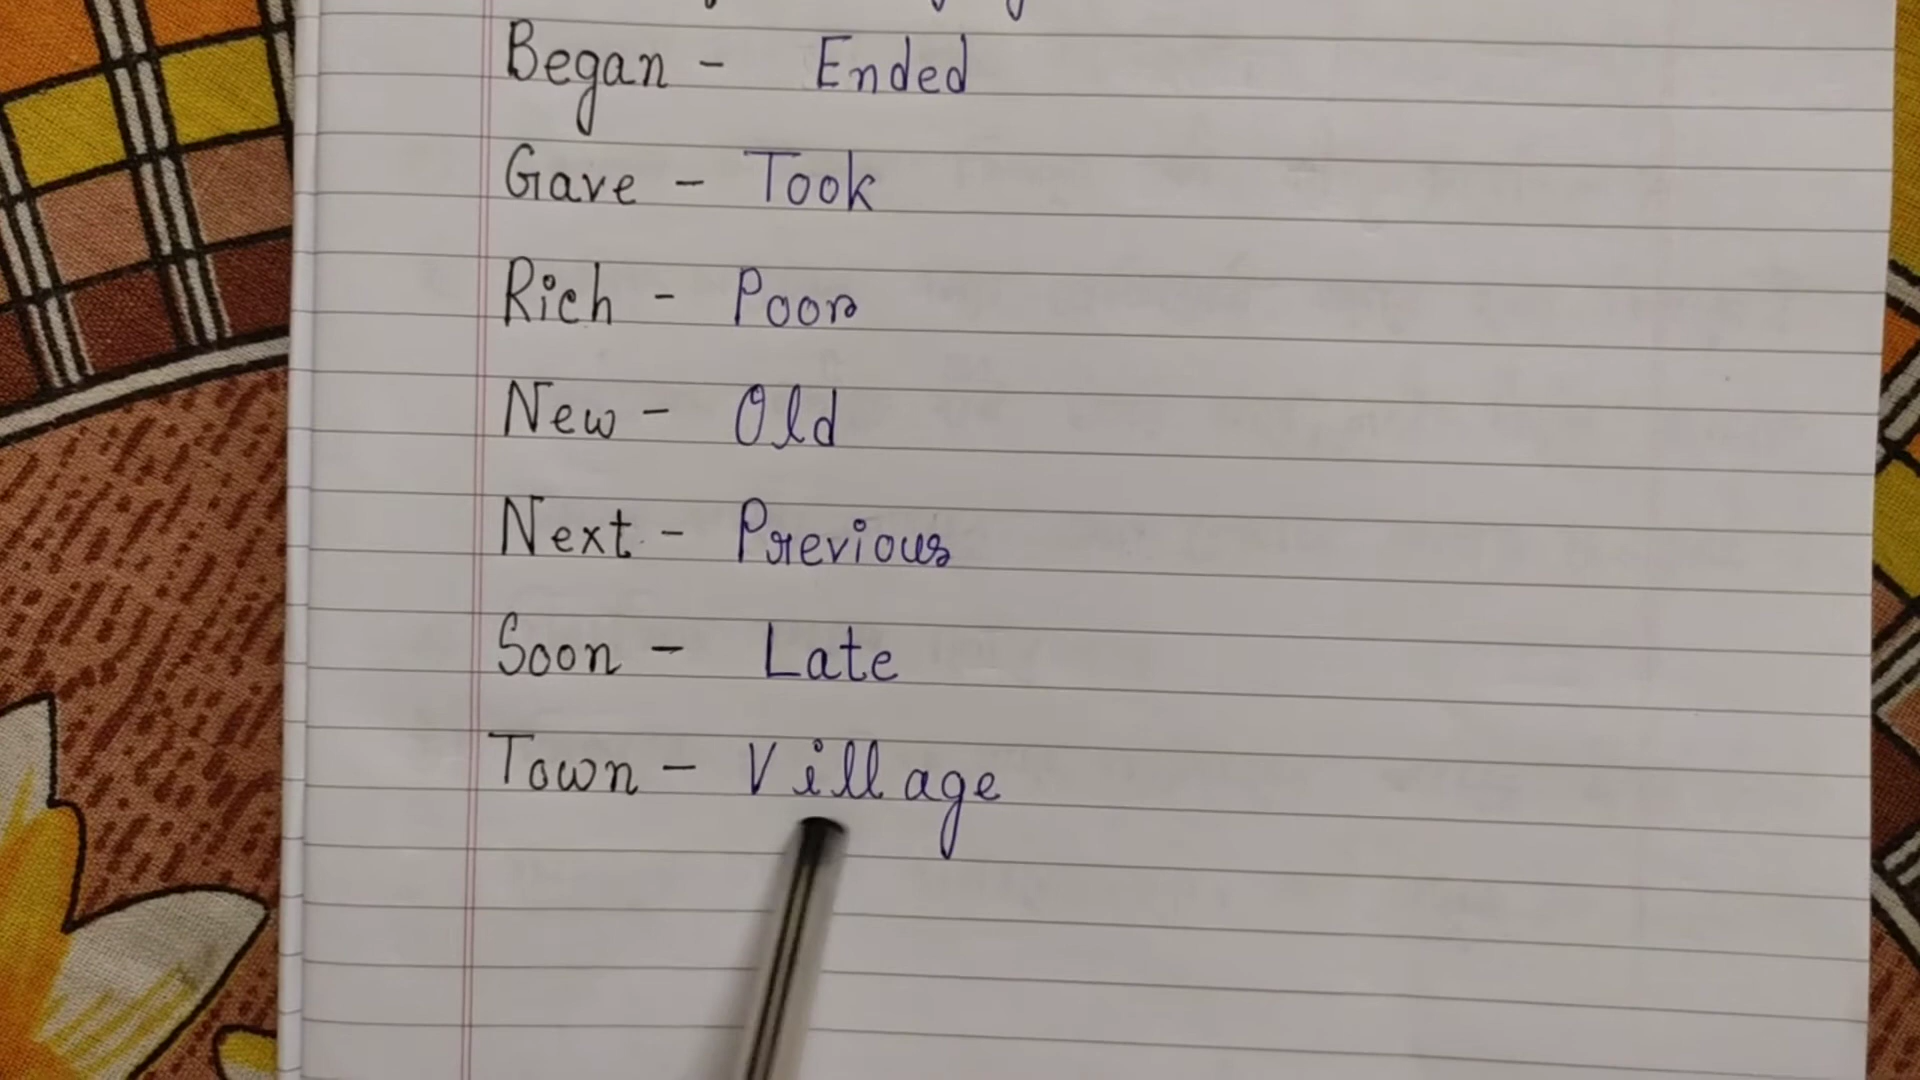 Began - Ended
Gave - Took
Rich - Poor
New - Old
Next - Previous
Soon - Late
Town - Village